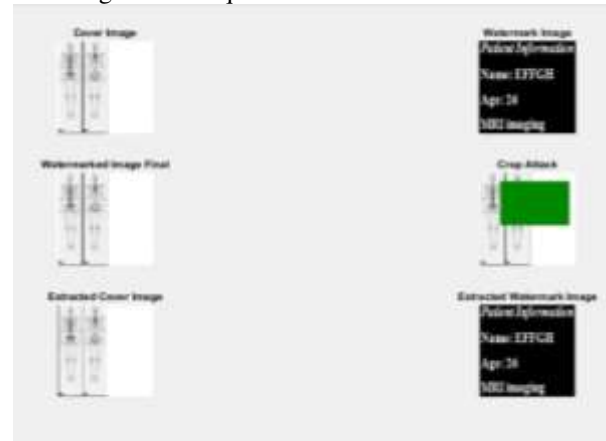 Cover Image
Watermark Image
Patient Information
Name: EFFGH
Age: 26
MRI imaging
Watermarked Image Final
Crop Attack
Extracted Cover Image
Extracted Watermark Image
Patient Information
Name: EFFGH
Age: 26
MRI imaging